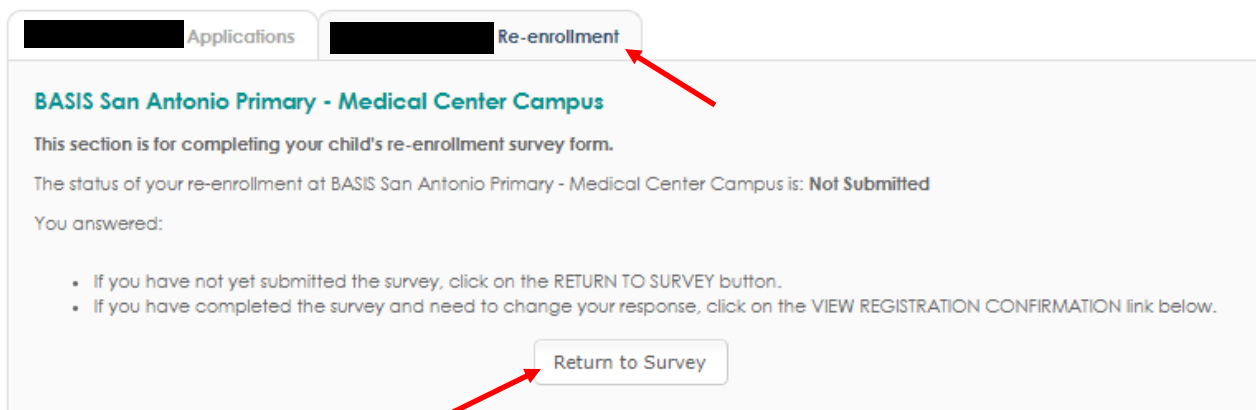 Applications
Re-enrollment
BASIS San Antonio Primary - Medical Center Campus
This section is for completing your child's re-enrollment survey form.
The status of your re-enrollment at BASIS San Antonio Primary - Medical Center Campus is: Not Submitted
You answered:
• If you have not yet submitted the survey, click on the RETURN TO SURVEY button.
• If you have completed the survey and need to change your response, click on the VIEW REGISTRATION CONFIRMATION link below.
Return to Survey